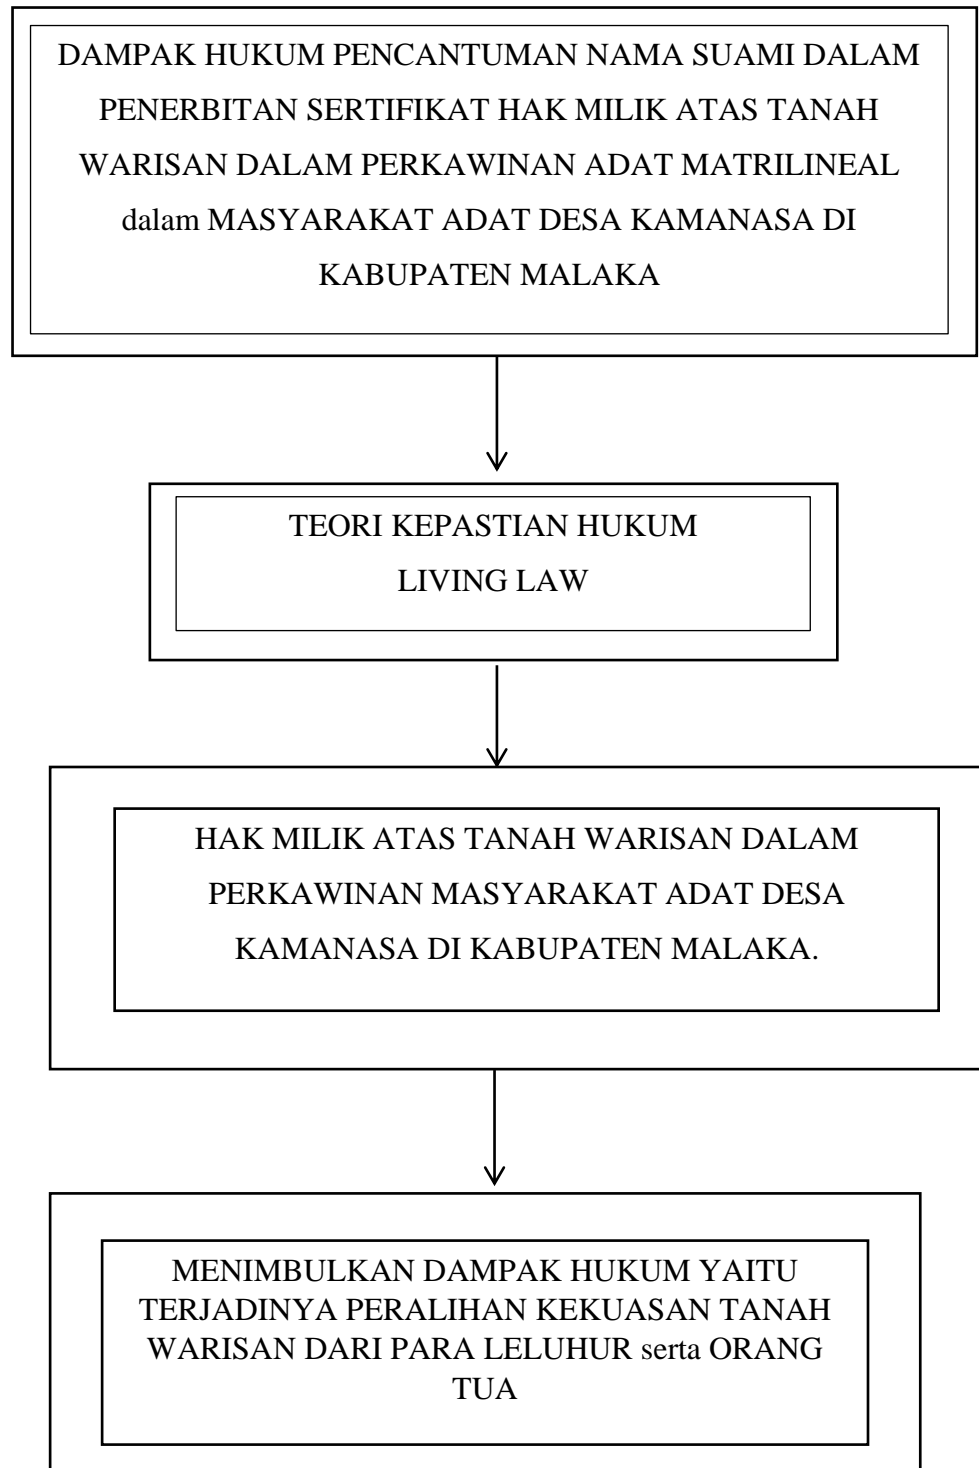 DAMPAK HUKUM PENCANTUMAN NAMA SUAMI DALAM
PENERBITAN SERTIFIKAT HAK MILIK ATAS TANAH
WARISAN DALAM PERKAWINAN ADAT MATRILINEAL
dalam MASYARAKAT ADAT DESA KAMANASA DI
KABUPATEN MALAKA
TEORI KEPASTIAN HUKUM
LIVING LAW
HAK MILIK ATAS TANAH WARISAN DALAM
PERKAWINAN MASYARAKAT ADAT DESA
KAMANASA DI KABUPATEN MALAKA.
MENIMBULKAN DAMPAK HUKUM YAITU
TERJADINYA PERALIHAN KEKUASAN TANAH
WARISAN DARI PARA LELUHUR serta ORANG
TUA